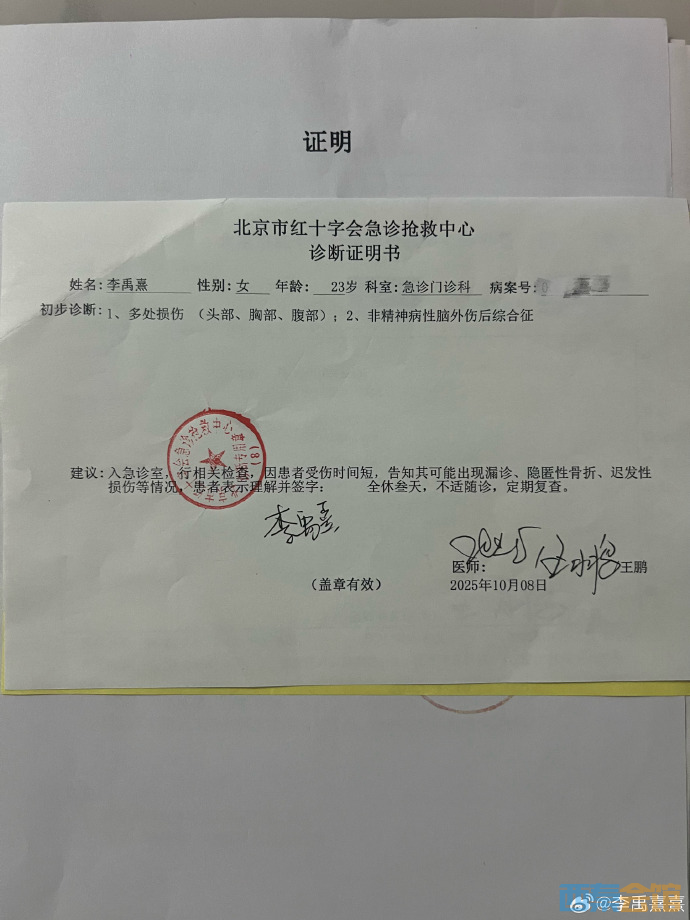 证明
北京市红十字会急诊抢救中心
诊断证明书
姓名：李禹熹 性别：女 年龄： 23岁 科室：急诊门诊科 病案号：
初步诊断：1、多处损伤 （头部、胸部、腹部）；2、非精神病性脑外伤后综合征
建议：入急诊室，行相关检查，因患者受伤时间短，告知其可能出现漏诊、隐匿性骨折、迟发性
损伤等情况，患者表示理解并签字： 全休叁天，不适随诊，定期复查。
李禹熹
医师： 王鹏
（盖章有效） 2025年10月08日
@李禹熹熹